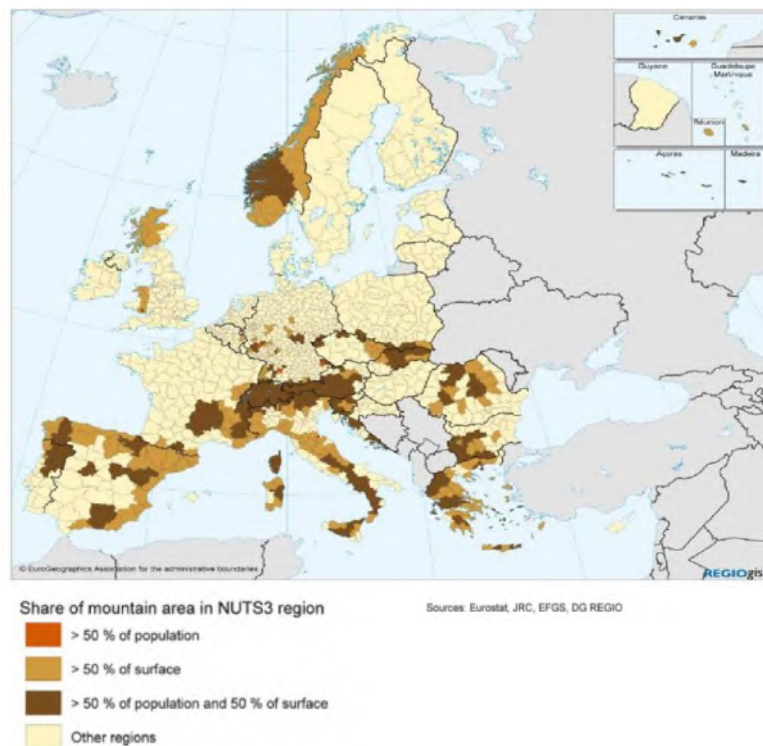 Canarias
Guyane
Guadeloupe
Martinique
Réunion
Açores
Madeira
© EuroGeographics Association for the administrative boundaries
REGIOgis
Share of mountain area in NUTS3 region
Sources: Eurostat, JRC, EFGS, DG REGIO
> 50 % of population
> 50 % of surface
> 50 % of population and 50 % of surface
Other regions